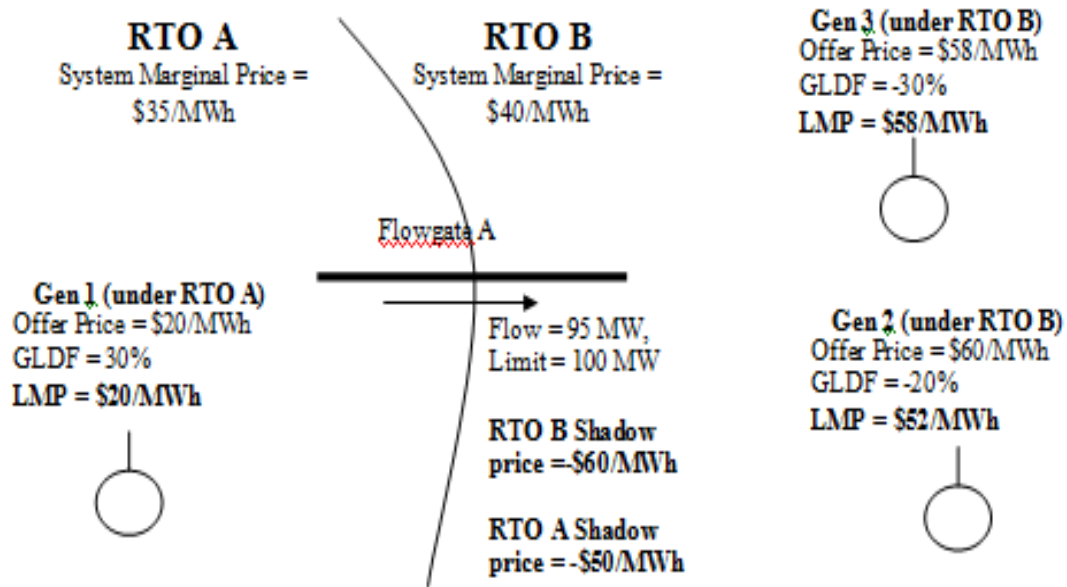 RTO A
System Marginal Price =
$35/MWh
RTO B
System Marginal Price =
$40/MWh
Gen 3 (under RTO B)
Offer Price = $58/MWh
GLDF = -30%
LMP = $58/MWh
Flowgate A
Gen 1 (under RTO A)
Offer Price = $20/MWh
GLDF = 30%
LMP = $20/MWh
Flow = 95 MW,
Limit = 100 MW
RTO B Shadow
price =-$60/MWh
RTO A Shadow
price = -$50/MWh
Gen 2 (under RTO B)
Offer Price = $60/MWh
GLDF = -20%
LMP = $52/MWh